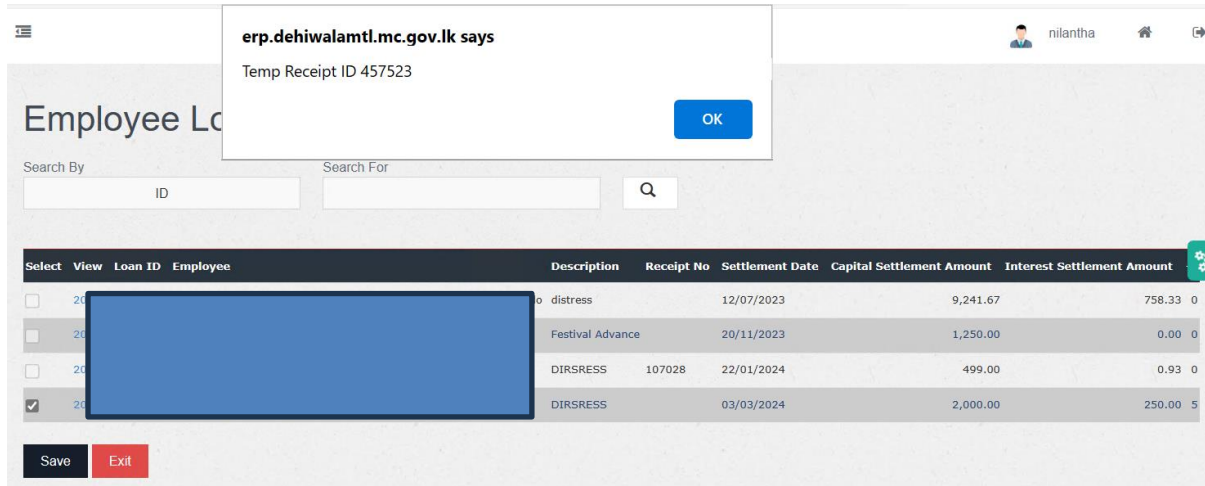 erp.dehiwalamtl.mc.gov.lk says
Temp Receipt ID 457523
OK
nilantha
Employee Lo
Search By Search For
ID
Select View Loan ID Employee Description Receipt No Settlement Date Capital Settlement Amount Interest Settlement Amount
20 o distress 12/07/2023 9,241.67 758.33 0
20 Festival Advance 20/11/2023 1,250.00 0.00 0
20 DIRSRESS 107028 22/01/2024 499.00 0.93 0
20 DIRSRESS 03/03/2024 2,000.00 250.00 5
Save Exit